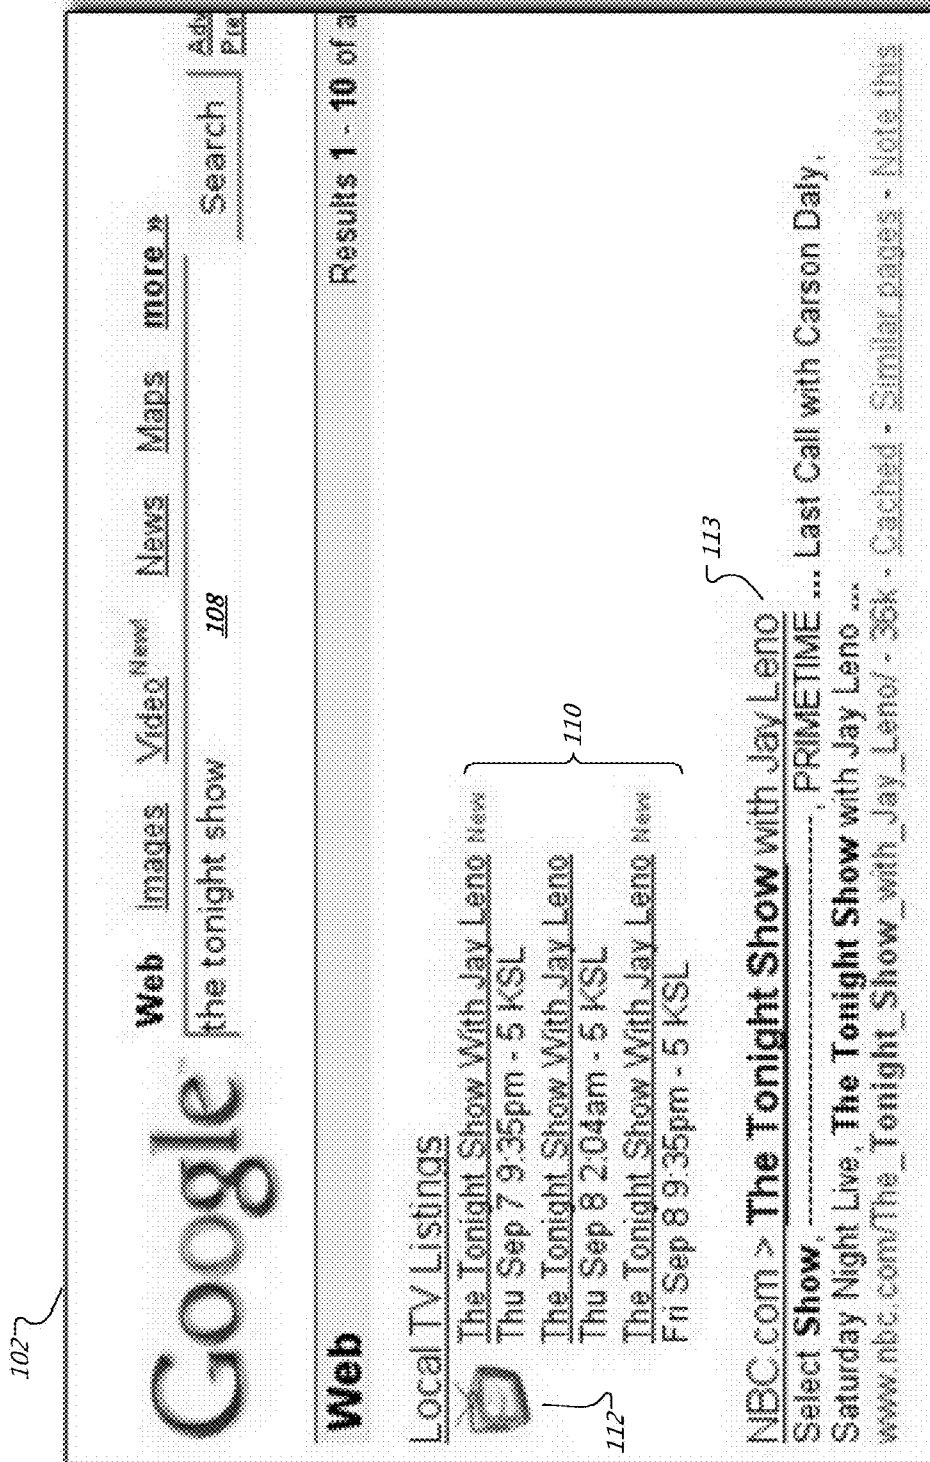 102
Google™
Web Images Video New! News Maps more »
the tonight show 108 Search
Adv
Pre
Web Results 1 - 10 of a
Local TV Listings
The Tonight Show With Jay Leno New
Thu Sep 7 9:35pm - 5 KSL
The Tonight Show With Jay Leno
Thu Sep 8 2:04am - 5 KSL
The Tonight Show With Jay Leno New
Fri Sep 8 9:35pm - 5 KSL
110
112
113
NBC.com > The Tonight Show with Jay Leno
Select Show, ----------------------------, PRIMETIME ... Last Call with Carson Daly,
Saturday Night Live, The Tonight Show with Jay Leno ...
www.nbc.com/The_Tonight_Show_with_Jay_Leno/ - 36k - Cached - Similar pages - Note this